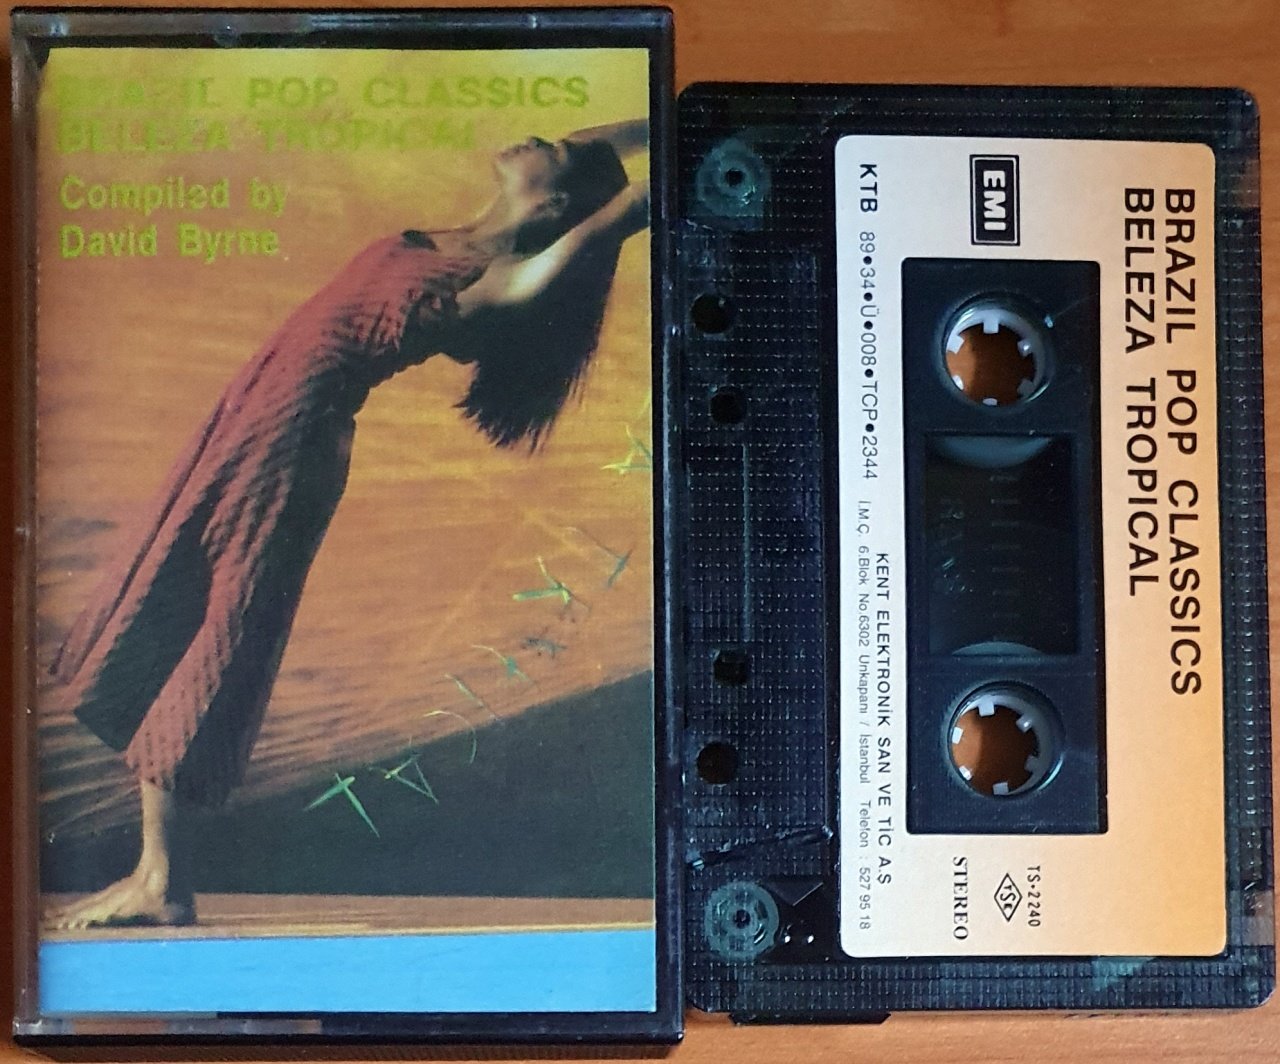 BRAZIL POP CLASSICS
BELEZA TROPICAL
Compiled by
David Byrne
BRAZIL POP CLASSICS
BELEZA TROPICAL
EMI
TS•2240
TSE
STEREO
KENT ELEKTRONİK SAN VE TİC A.Ş
KTB 89•34•Ü•008•TCP•2344 İ.M.Ç. 6.Blok No.6302 Unkapanı / İstanbul Telefon : 527 95 18